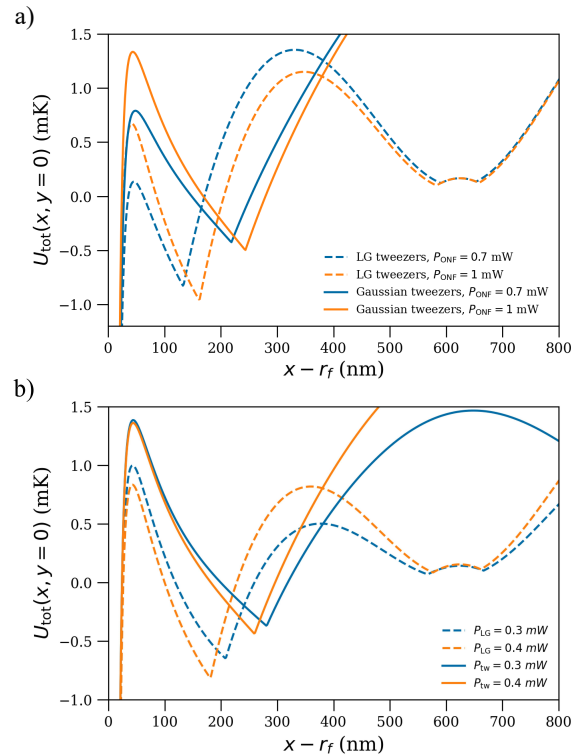 a)
1.5
1.0
0.5
0.0
−0.5
−1.0
U_tot(x, y = 0) (mK)
LG tweezers, P_ONF = 0.7 mW
LG tweezers, P_ONF = 1 mW
Gaussian tweezers, P_ONF = 0.7 mW
Gaussian tweezers, P_ONF = 1 mW
0 100 200 300 400 500 600 700 800
x − r_f (nm)
b)
1.5
1.0
0.5
0.0
−0.5
−1.0
U_tot(x, y = 0) (mK)
P_LG = 0.3 mW
P_LG = 0.4 mW
P_tw = 0.3 mW
P_tw = 0.4 mW
0 100 200 300 400 500 600 700 800
x − r_f (nm)